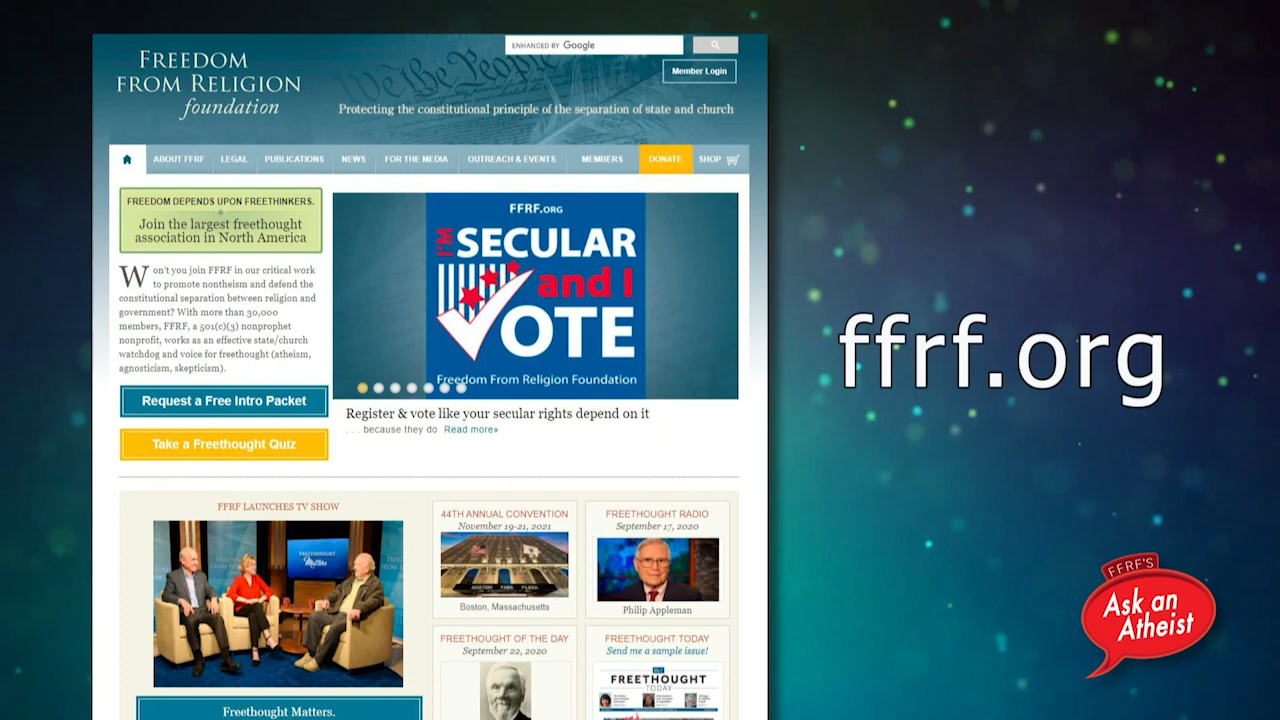 FREEDOM
FROM RELIGION
foundation
ENHANCED BY Google
Member Login
Protecting the constitutional principle of the separation of state and church
ABOUT FFRF
LEGAL
PUBLICATIONS
NEWS
FOR THE MEDIA
OUTREACH & EVENTS
MEMBERS
DONATE
SHOP
FREEDOM DEPENDS UPON FREETHINKERS.
Join the largest freethought
association in North America
Won't you join FFRF in our critical work
to promote nontheism and defend the
constitutional separation between religion and
government? With more than 30,000
members, FFRF, a 501(c)(3) nonprophet
nonprofit, works as an effective state/church
watchdog and voice for freethought (atheism,
agnosticism, skepticism).
Request a Free Intro Packet
Take a Freethought Quiz
FFRF.ORG
I'M SECULAR
and I
VOTE
Freedom From Religion Foundation
Register & vote like your secular rights depend on it
. . . because they do Read more»
FFRF LAUNCHES TV SHOW
FREETHOUGHT
Matters
Freethought Matters.
44TH ANNUAL CONVENTION
November 19-21, 2021
BOSTON PARK PLAZA
Boston, Massachusetts
FREETHOUGHT RADIO
September 17, 2020
Philip Appleman
FREETHOUGHT OF THE DAY
September 22, 2020
FREETHOUGHT TODAY
Send me a sample issue!
FREETHOUGHT
TODAY
ffrf.org
FFRF'S
Ask an
Atheist